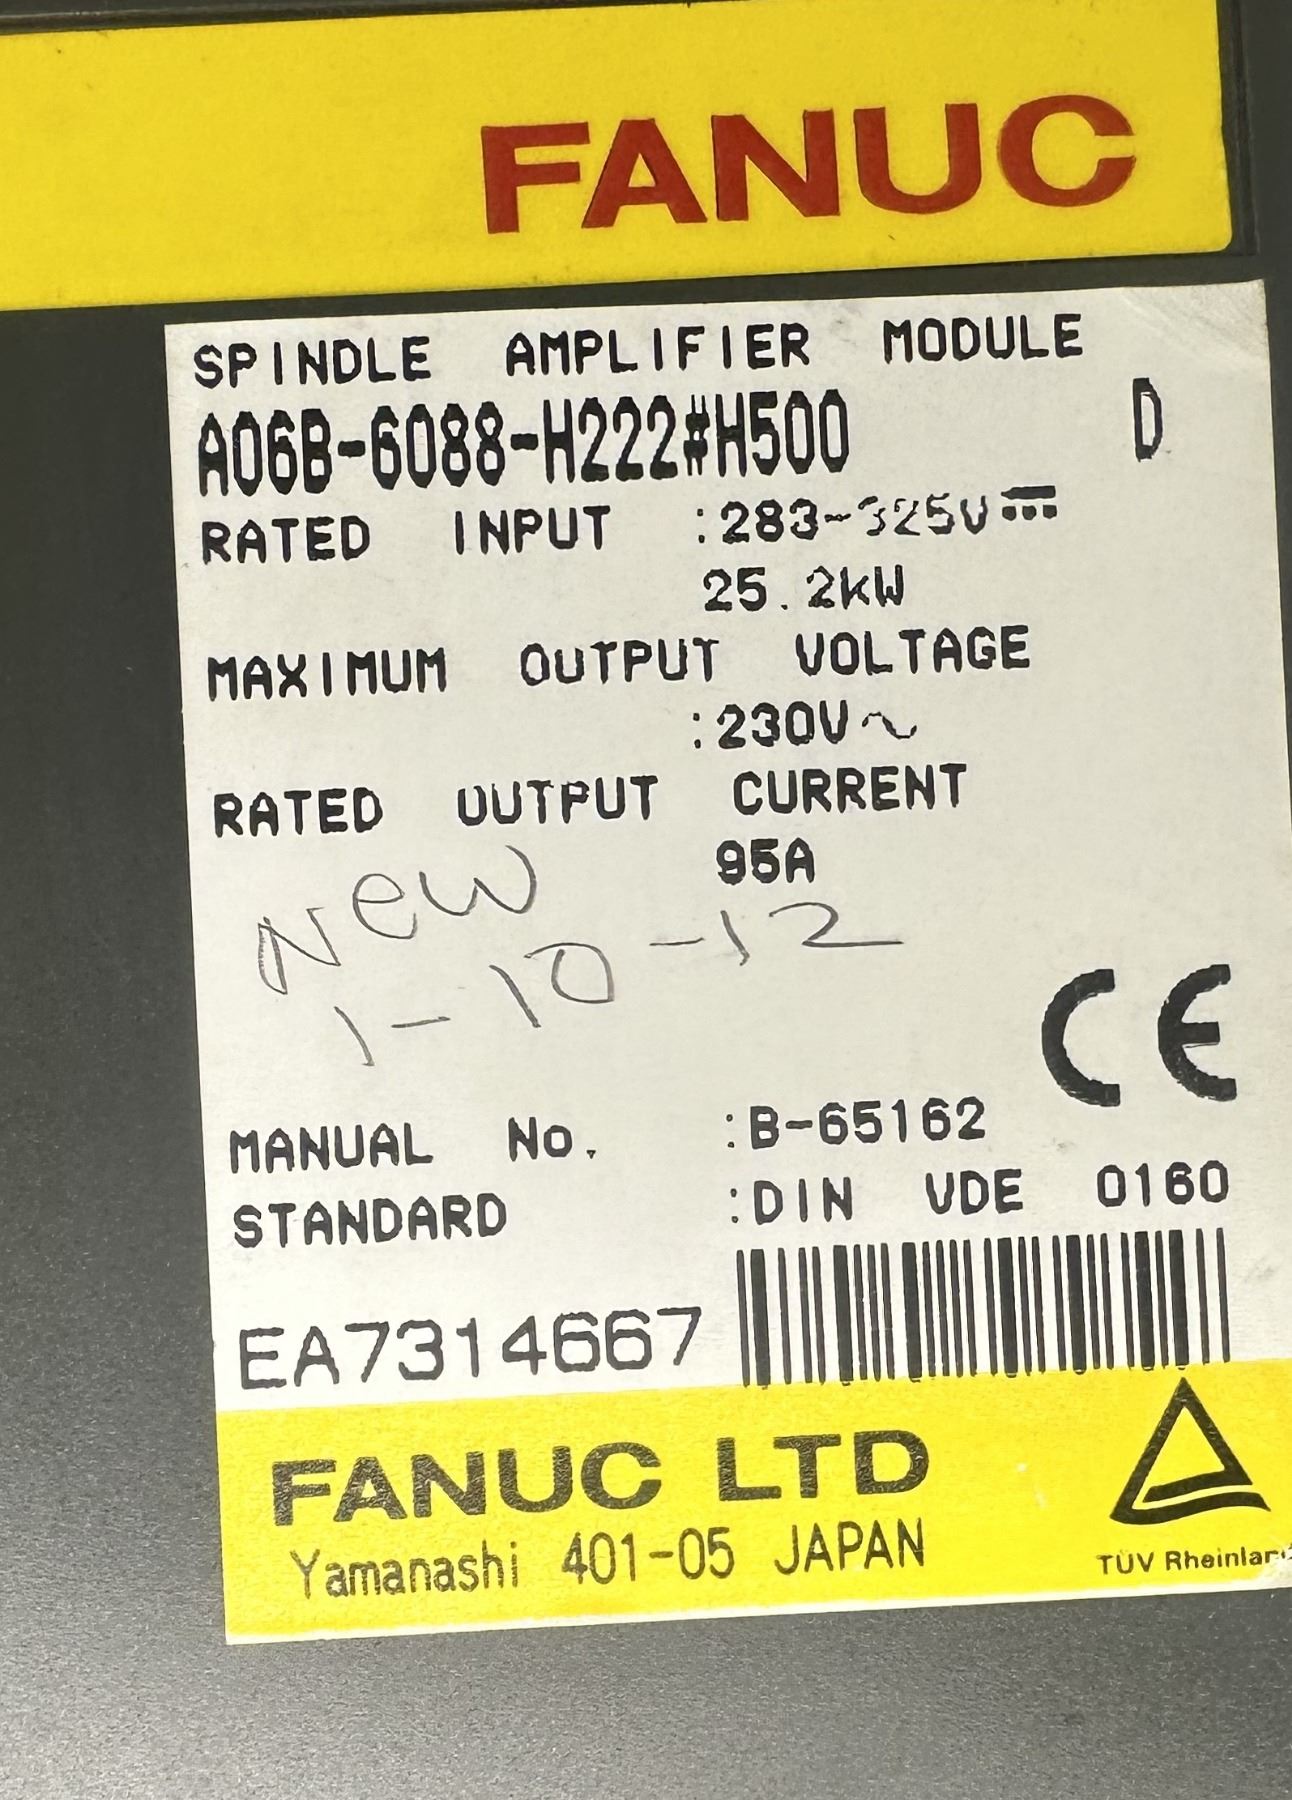 FANUC
SPINDLE AMPLIFIER MODULE
A06B-6088-H222#H500 D
RATED INPUT :283-325V⎓
25.2kW
MAXIMUM OUTPUT VOLTAGE
:230V~
RATED OUTPUT CURRENT
95A
New
1-10-12
CE
MANUAL No. :B-65162
STANDARD :DIN VDE 0160
EA7314667
FANUC LTD
Yamanashi 401-05 JAPAN
TÜV Rheinland